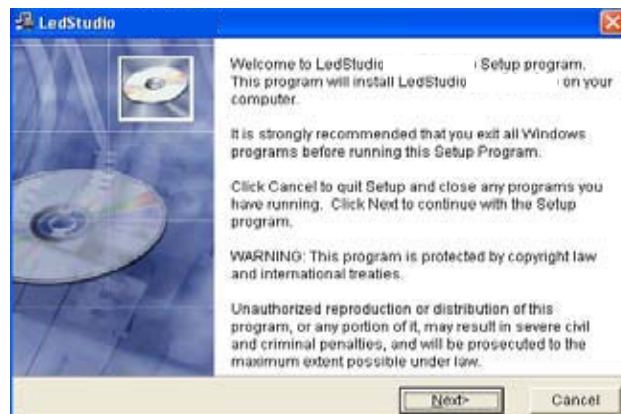 LedStudio
Welcome to LedStudio Setup program.
This program will install LedStudio on your
computer.
It is strongly recommended that you exit all Windows
programs before running this Setup Program.
Click Cancel to quit Setup and close any programs you
have running. Click Next to continue with the Setup
program.
WARNING: This program is protected by copyright law
and international treaties.
Unauthorized reproduction or distribution of this
program, or any portion of it, may result in severe civil
and criminal penalties, and will be prosecuted to the
maximum extent possible under law.
Next> Cancel